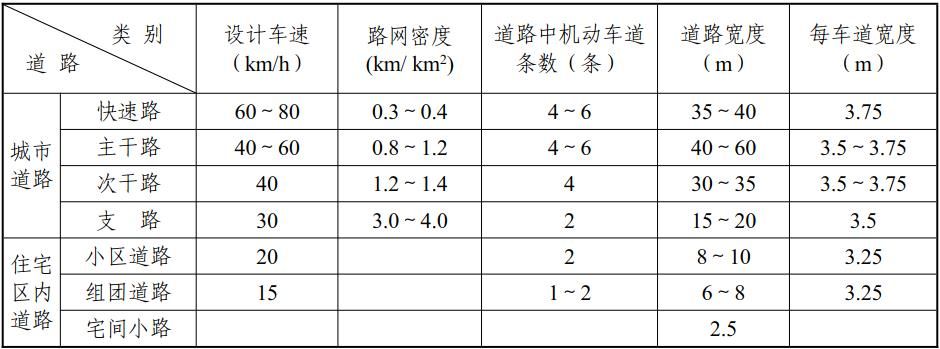 类 别
道 路
设计车速
（km/h）
路网密度
(km/ km²)
道路中机动车道
条数（条）
道路宽度
（m）
每车道宽度
（m）
城市
道路
快速路 60～80 0.3～0.4 4～6 35～40 3.75
主干路 40～60 0.8～1.2 4～6 40～60 3.5～3.75
次干路 40 1.2～1.4 4 30～35 3.5～3.75
支 路 30 3.0～4.0 2 15～20 3.5
住宅
区内
道路
小区道路 20 2 8～10 3.25
组团道路 15 1～2 6～8 3.25
宅间小路 2.5